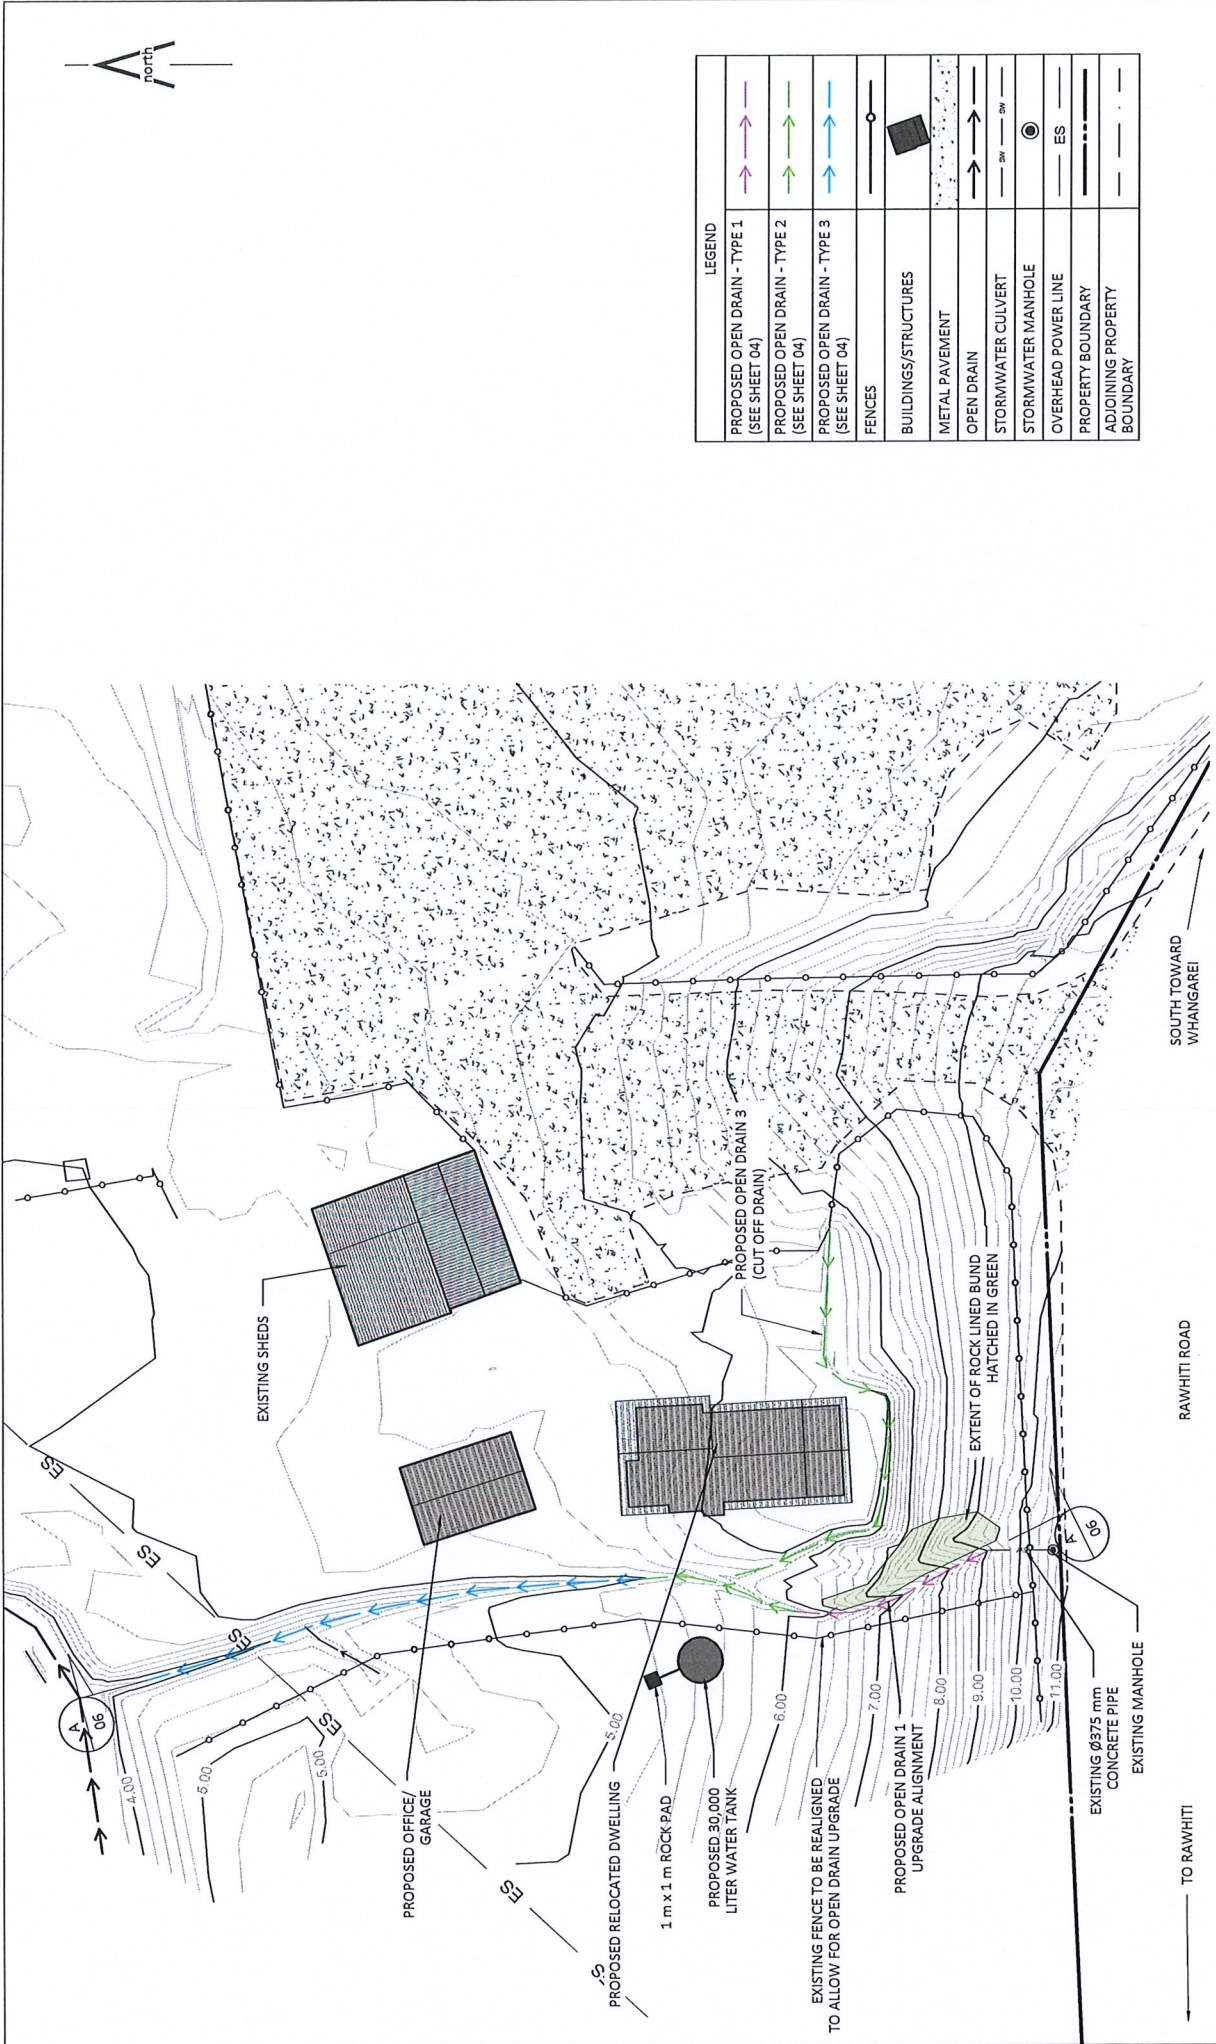 north
LEGEND
PROPOSED OPEN DRAIN - TYPE 1
(SEE SHEET 04)
PROPOSED OPEN DRAIN - TYPE 2
(SEE SHEET 04)
PROPOSED OPEN DRAIN - TYPE 3
(SEE SHEET 04)
FENCES
BUILDINGS/STRUCTURES
METAL PAVEMENT
OPEN DRAIN
STORMWATER CULVERT
SW
SW
STORMWATER MANHOLE
OVERHEAD POWER LINE
ES
PROPERTY BOUNDARY
ADJOINING PROPERTY
BOUNDARY
A
06
4.00
5.00
5.00
ES
ES
ES
ES
ES
EXISTING SHEDS
PROPOSED OFFICE/
GARAGE
5.00
PROPOSED RELOCATED DWELLING
1 m x 1 m ROCK PAD
PROPOSED 30,000
LITER WATER TANK
6.00
PROPOSED OPEN DRAIN 3
(CUT OFF DRAIN)
EXISTING FENCE TO BE REALIGNED
TO ALLOW FOR OPEN DRAIN UPGRADE
7.00
PROPOSED OPEN DRAIN 1
UPGRADE ALIGNMENT
8.00
9.00
10.00
11.00
EXTENT OF ROCK LINED BUND
HATCHED IN GREEN
A
06
EXISTING Ø375 mm
CONCRETE PIPE
EXISTING MANHOLE
TO RAWHITI
RAWHITI ROAD
SOUTH TOWARD
WHANGAREI